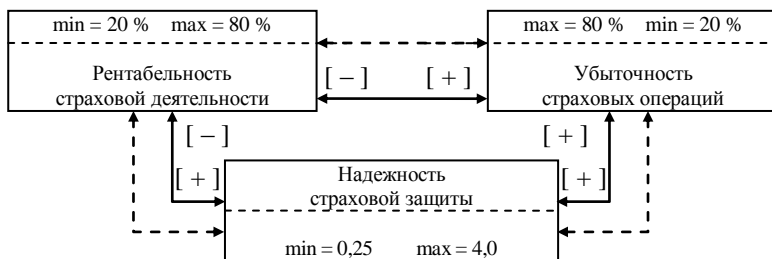 min = 20 % max = 80 %
max = 80 % min = 20 %
Рентабельность
страховой деятельности
[ − ] [ + ]
Убыточность
страховых операций
[ − ]
[ + ]
[ + ]
[ + ]
Надежность
страховой защиты
min = 0,25 max = 4,0